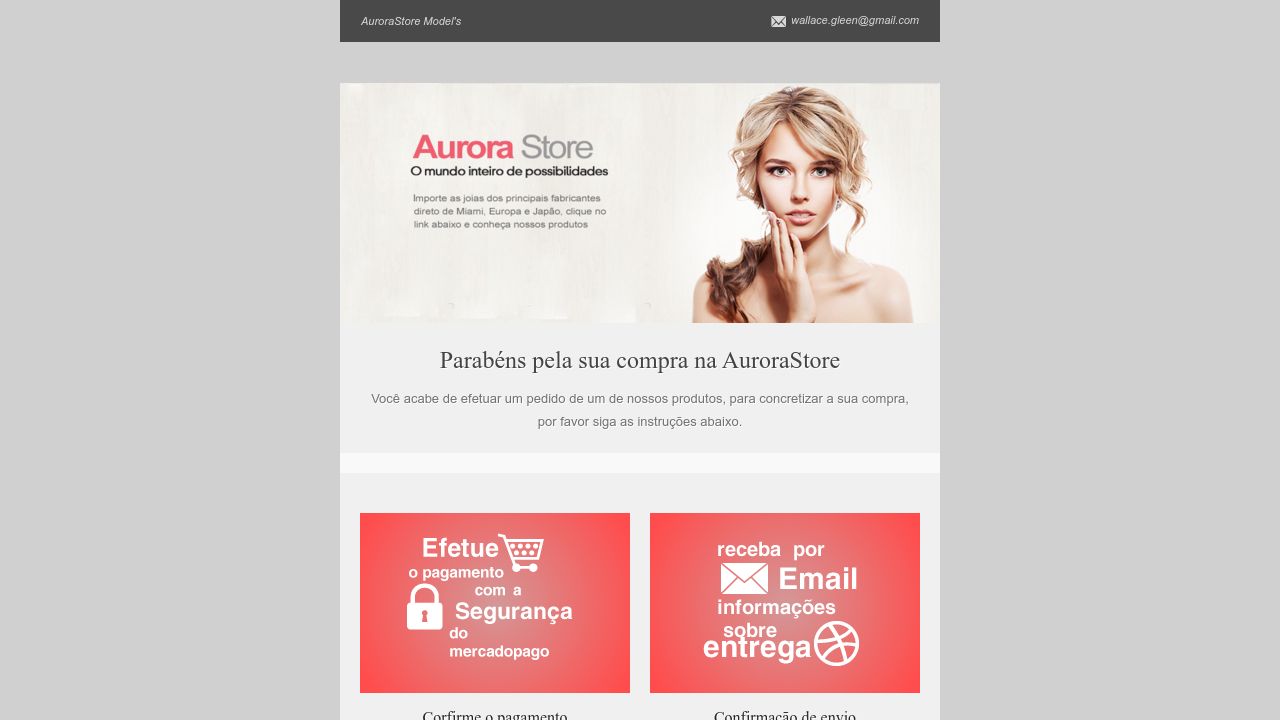 AuroraStore Model's
wallace.gleen@gmail.com
Aurora Store
O mundo inteiro de possibilidades
Importe as joias dos principais fabricantes
direto de Miami, Europa e Japão, clique no
link abaixo e conheça nossos produtos
Parabéns pela sua compra na AuroraStore
Você acabe de efetuar um pedido de um de nossos produtos, para concretizar a sua compra,
por favor siga as instruções abaixo.
Efetue
o pagamento
com a
Segurança
do
mercadopago
receba por
Email
informações
sobre
entrega
Corfirme o pagamento
Confirmação de envio